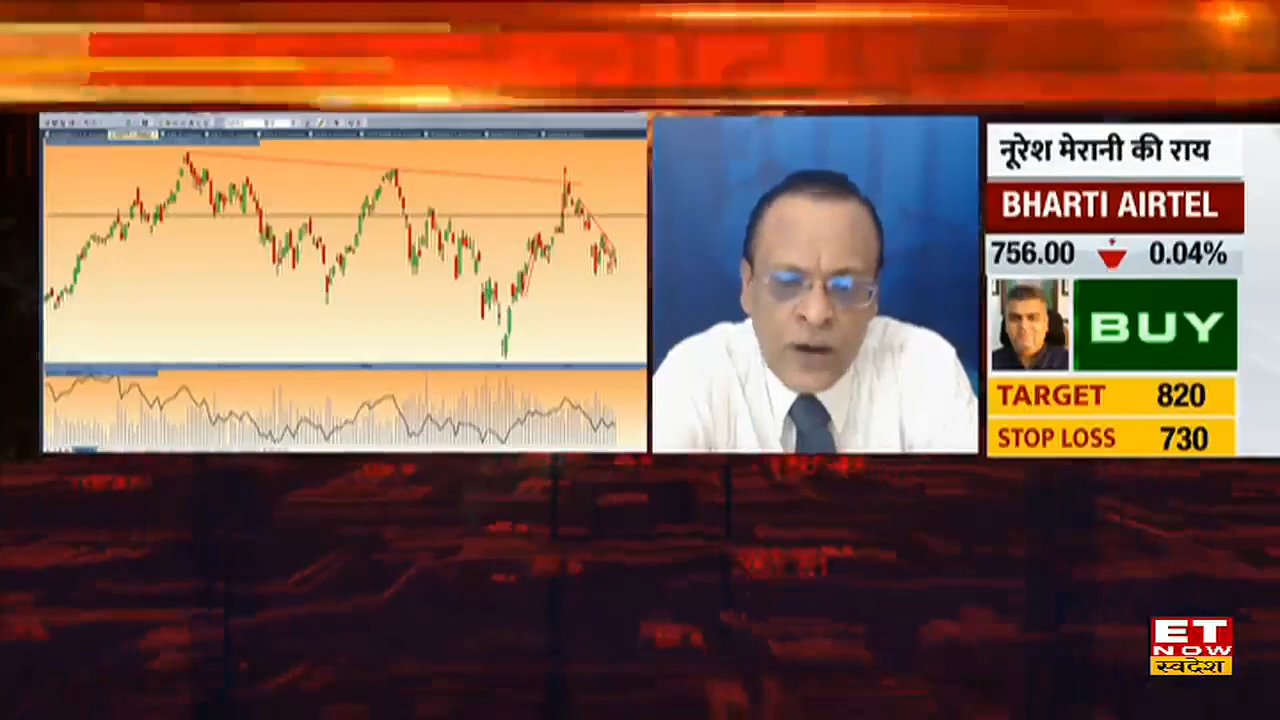 नूरेश मेरानी की राय
BHARTI AIRTEL
756.00 0.04%
BUY
TARGET 820
STOP LOSS 730
ET
NOW
स्वदेश